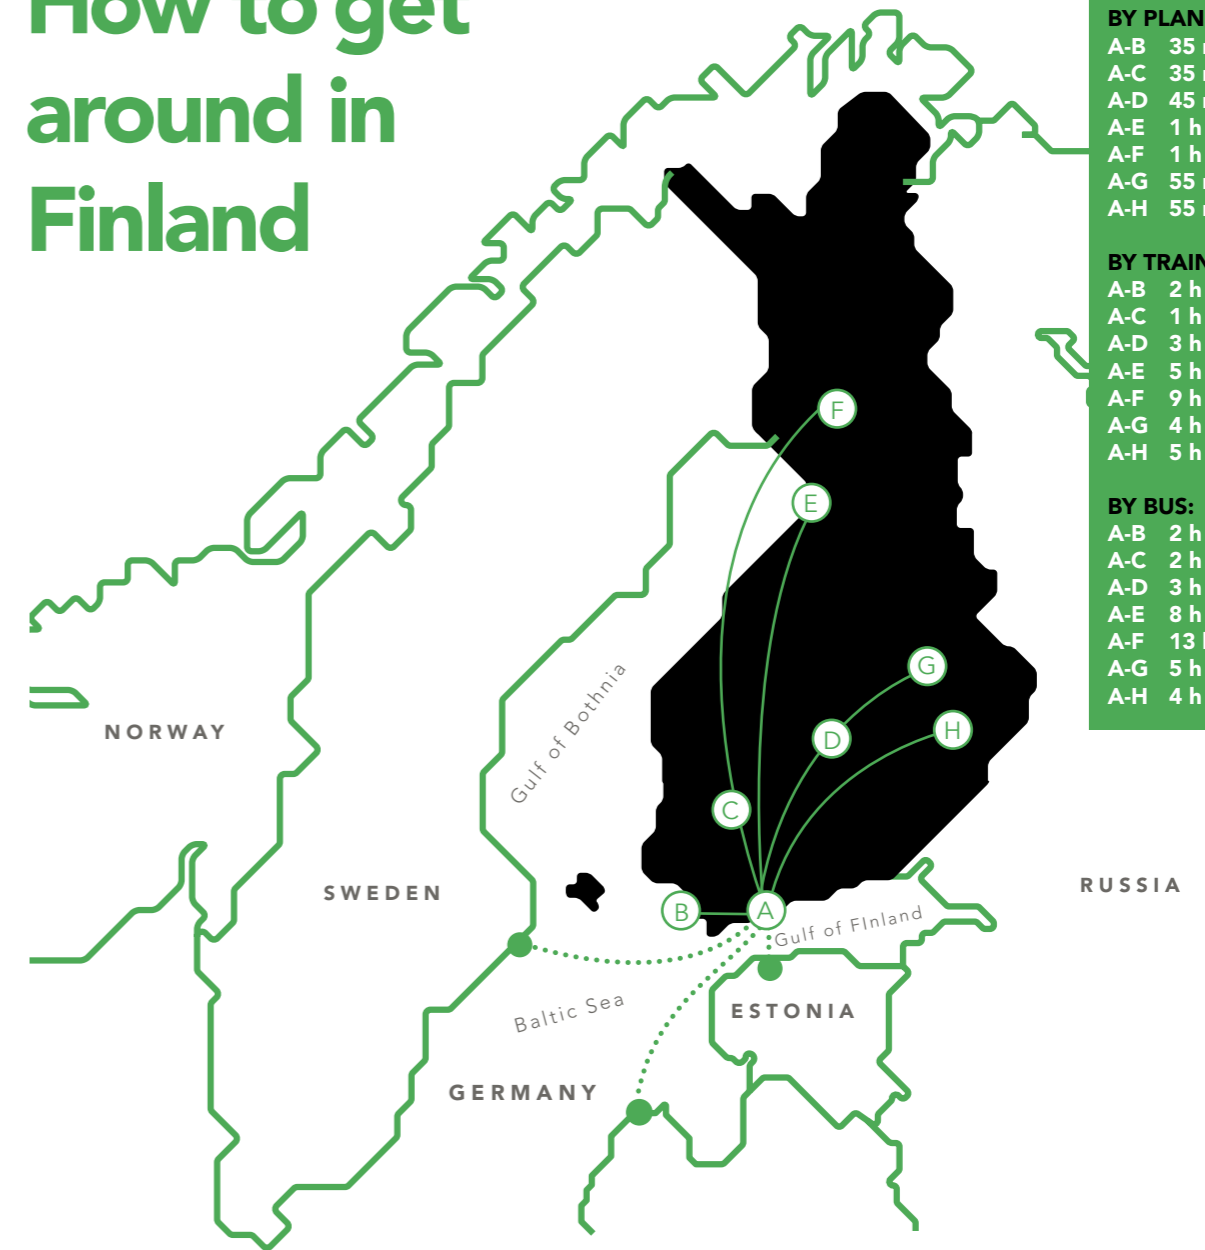 How to get
around in
Finland
BY PLAN
A-B 35
A-C 35
A-D 45
A-E 1 h
A-F 1 h
A-G 55
A-H 55
BY TRAIN
A-B 2 h
A-C 1 h
A-D 3 h
A-E 5 h
A-F 9 h
A-G 4 h
A-H 5 h
BY BUS:
A-B 2 h
A-C 2 h
A-D 3 h
A-E 8 h
A-F 13
A-G 5 h
A-H 4 h
F
E
G
H
D
C
B
A
NORWAY
SWEDEN
Gulf of Bothnia
Gulf of FInland
RUSSIA
Baltic Sea
ESTONIA
GERMANY